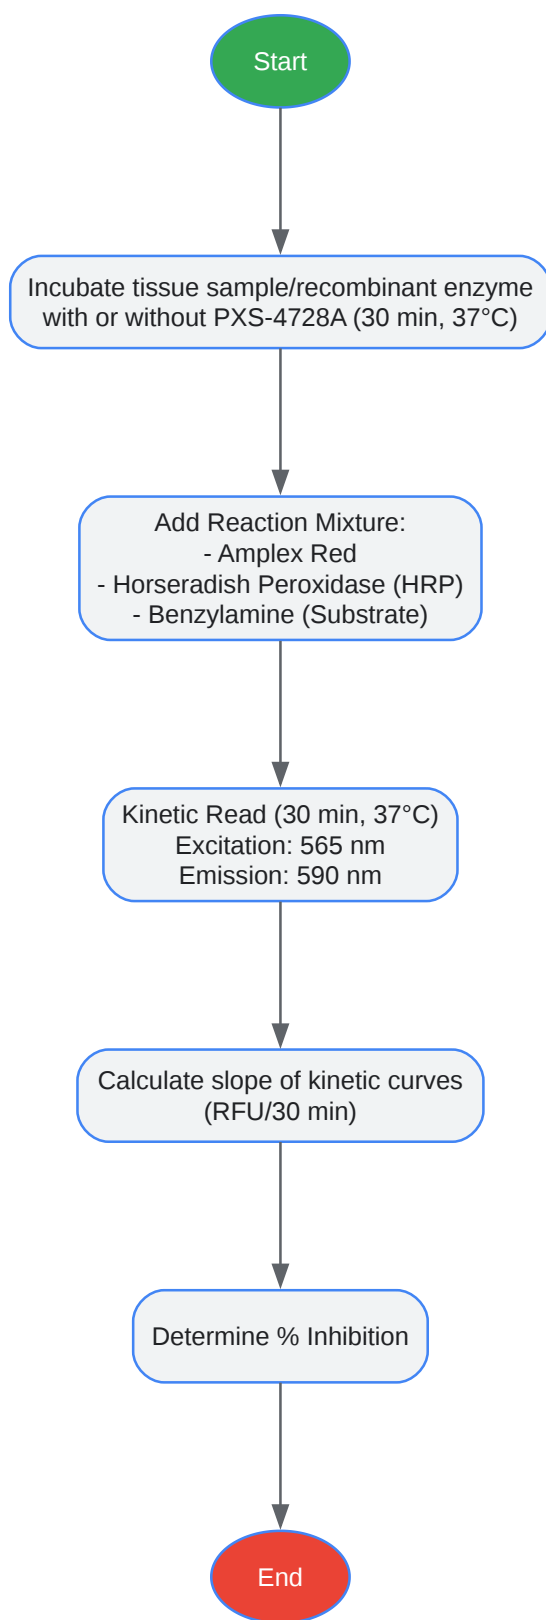 Start
Incubate tissue sample/recombinant enzyme
with or without PXS-4728A (30 min, 37°C)
Add Reaction Mixture:
- Amplex Red
- Horseradish Peroxidase (HRP)
- Benzylamine (Substrate)
Kinetic Read (30 min, 37°C)
Excitation: 565 nm
Emission: 590 nm
Calculate slope of kinetic curves
(RFU/30 min)
Determine % Inhibition
End